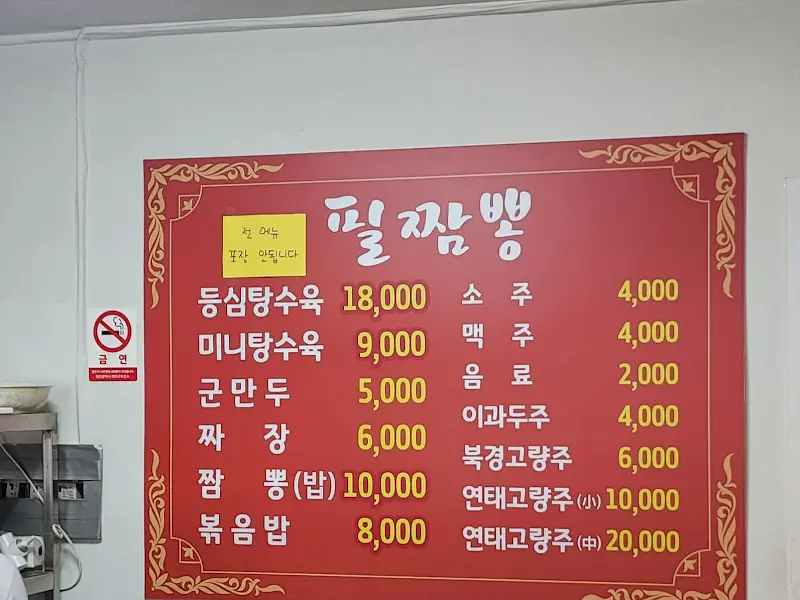 필짬뽕
전 메뉴
포장 안됩니다
등심탕수육 18,000
미니탕수육 9,000
군만두 5,000
짜 장 6,000
짬 뽕(밥) 10,000
볶음밥 8,000
소 주 4,000
맥 주 4,000
음 료 2,000
이과두주 4,000
북경고량주 6,000
연태고량주(小) 10,000
연태고량주(中) 20,000
금 연